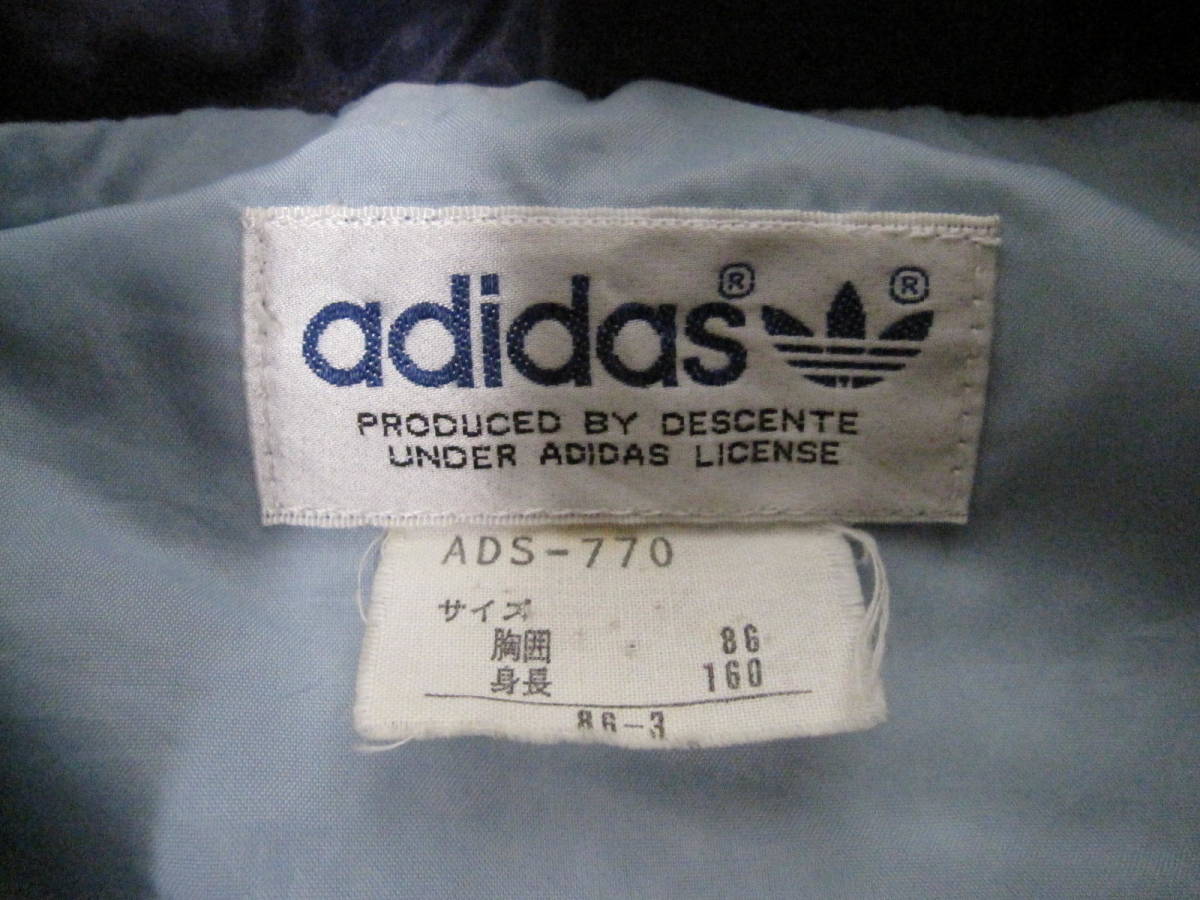 adidas® ®
PRODUCED BY DESCENTE
UNDER ADIDAS LICENSE
ADS-770
サイズ
胸囲 86
身長 160
86-3